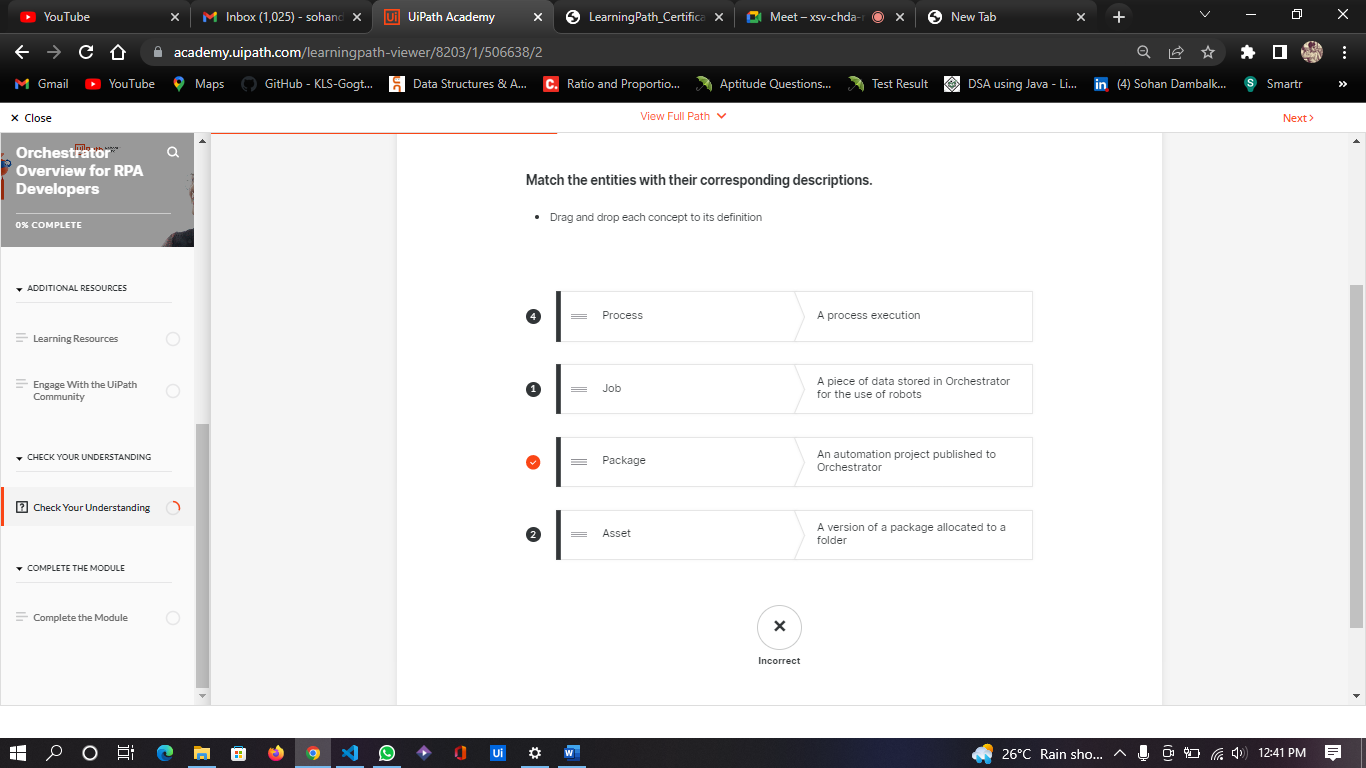 YouTube
Inbox (1,025) - sohand
UiPath Academy
LearningPath_Certifica
Meet – xsv-chda-r
New Tab
academy.uipath.com/learningpath-viewer/8203/1/506638/2
Gmail
YouTube
Maps
GitHub - KLS-Gogt...
Data Structures & A...
Ratio and Proportio...
Aptitude Questions...
Test Result
DSA using Java - Li...
(4) Sohan Dambalk...
Smartr
»
× Close
View Full Path
Next >
Orchestrator
Overview for RPA
Developers
0% COMPLETE
ADDITIONAL RESOURCES
Learning Resources
Engage With the UiPath
Community
CHECK YOUR UNDERSTANDING
Check Your Understanding
COMPLETE THE MODULE
Complete the Module
Match the entities with their corresponding descriptions.
• Drag and drop each concept to its definition
4
Process
A process execution
1
Job
A piece of data stored in Orchestrator
for the use of robots
Package
An automation project published to
Orchestrator
2
Asset
A version of a package allocated to a
folder
Incorrect
26°C Rain sho...
12:41 PM